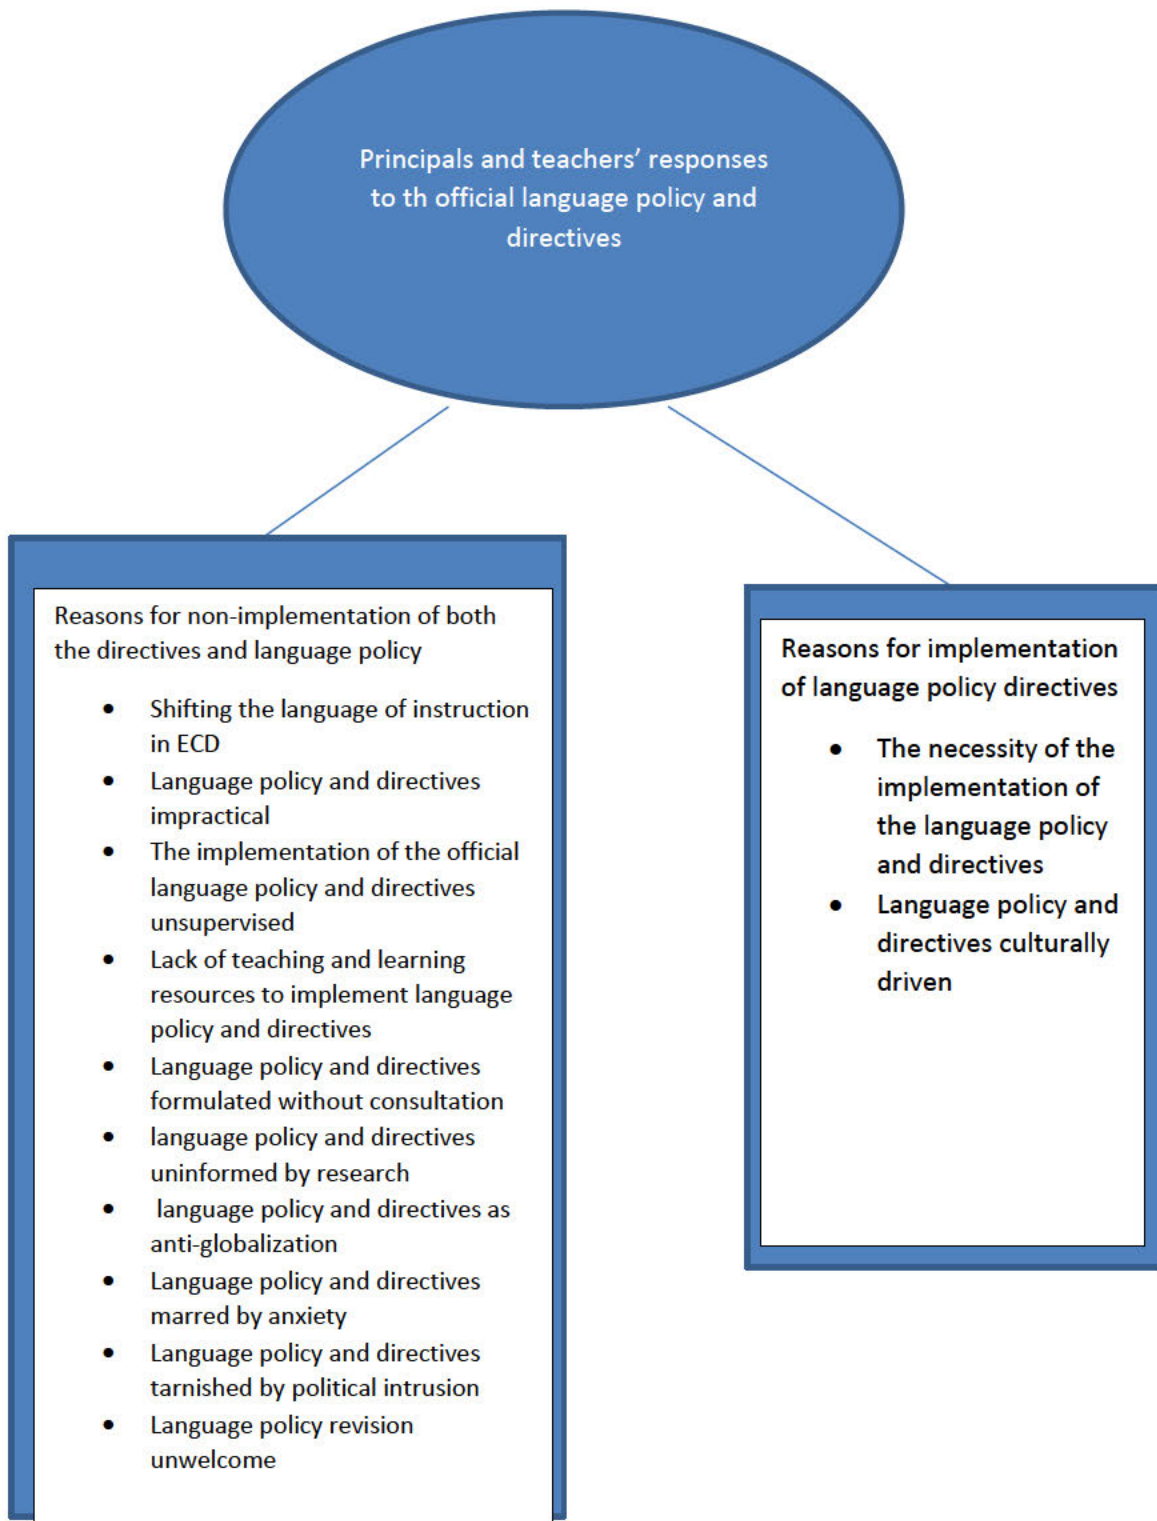 Principals and teachers’ responses
to th official language policy and
directives
Reasons for non-implementation of both
the directives and language policy
• Shifting the language of instruction
in ECD
• Language policy and directives
impractical
• The implementation of the official
language policy and directives
unsupervised
• Lack of teaching and learning
resources to implement language
policy and directives
• Language policy and directives
formulated without consultation
• language policy and directives
uninformed by research
• language policy and directives as
anti-globalization
• Language policy and directives
marred by anxiety
• Language policy and directives
tarnished by political intrusion
• Language policy revision
unwelcome
Reasons for implementation
of language policy directives
• The necessity of the
implementation of
the language policy
and directives
• Language policy and
directives culturally
driven